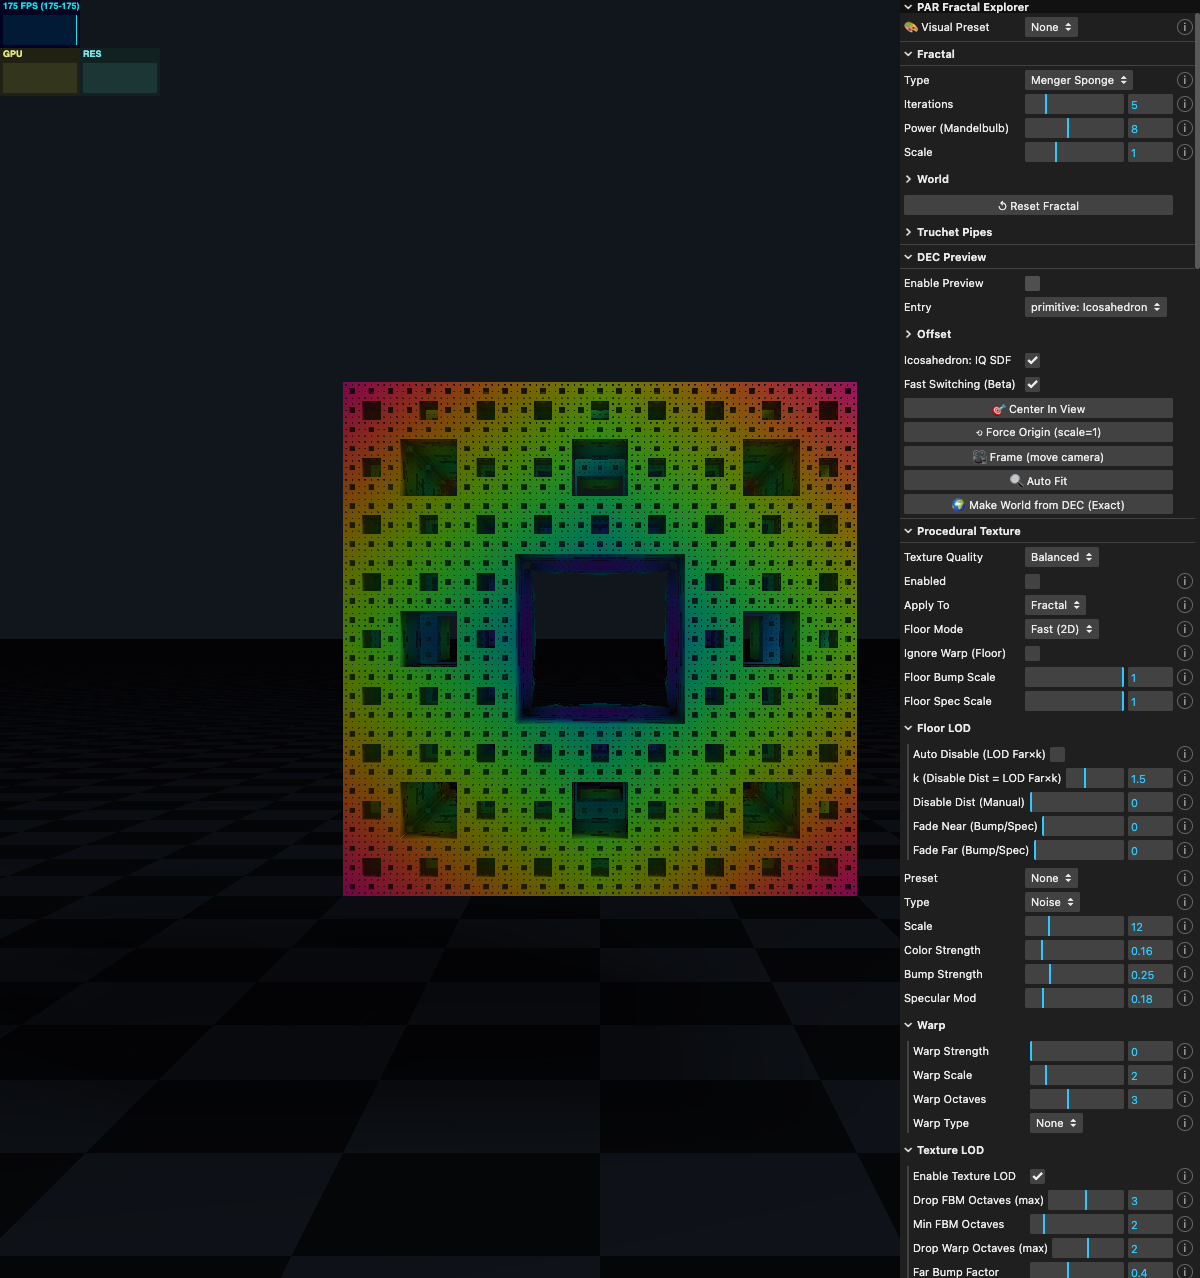 175 FPS (175-175)
GPU
RES
PAR Fractal Explorer
🎨 Visual Preset None
Fractal
Type Menger Sponge
Iterations 5
Power (Mandelbulb) 8
Scale 1
World
↺ Reset Fractal
Truchet Pipes
DEC Preview
Enable Preview
Entry primitive: Icosahedron
Offset
Icosahedron: IQ SDF
Fast Switching (Beta)
🎯 Center In View
⟲ Force Origin (scale=1)
🎥 Frame (move camera)
🔍 Auto Fit
🌍 Make World from DEC (Exact)
Procedural Texture
Texture Quality Balanced
Enabled
Apply To Fractal
Floor Mode Fast (2D)
Ignore Warp (Floor)
Floor Bump Scale 1
Floor Spec Scale 1
Floor LOD
Auto Disable (LOD Far×k)
k (Disable Dist = LOD Far×k) 1.5
Disable Dist (Manual) 0
Fade Near (Bump/Spec) 0
Fade Far (Bump/Spec) 0
Preset None
Type Noise
Scale 12
Color Strength 0.16
Bump Strength 0.25
Specular Mod 0.18
Warp
Warp Strength 0
Warp Scale 2
Warp Octaves 3
Warp Type None
Texture LOD
Enable Texture LOD
Drop FBM Octaves (max) 3
Min FBM Octaves 2
Drop Warp Octaves (max) 2
Far Bump Factor 0.4